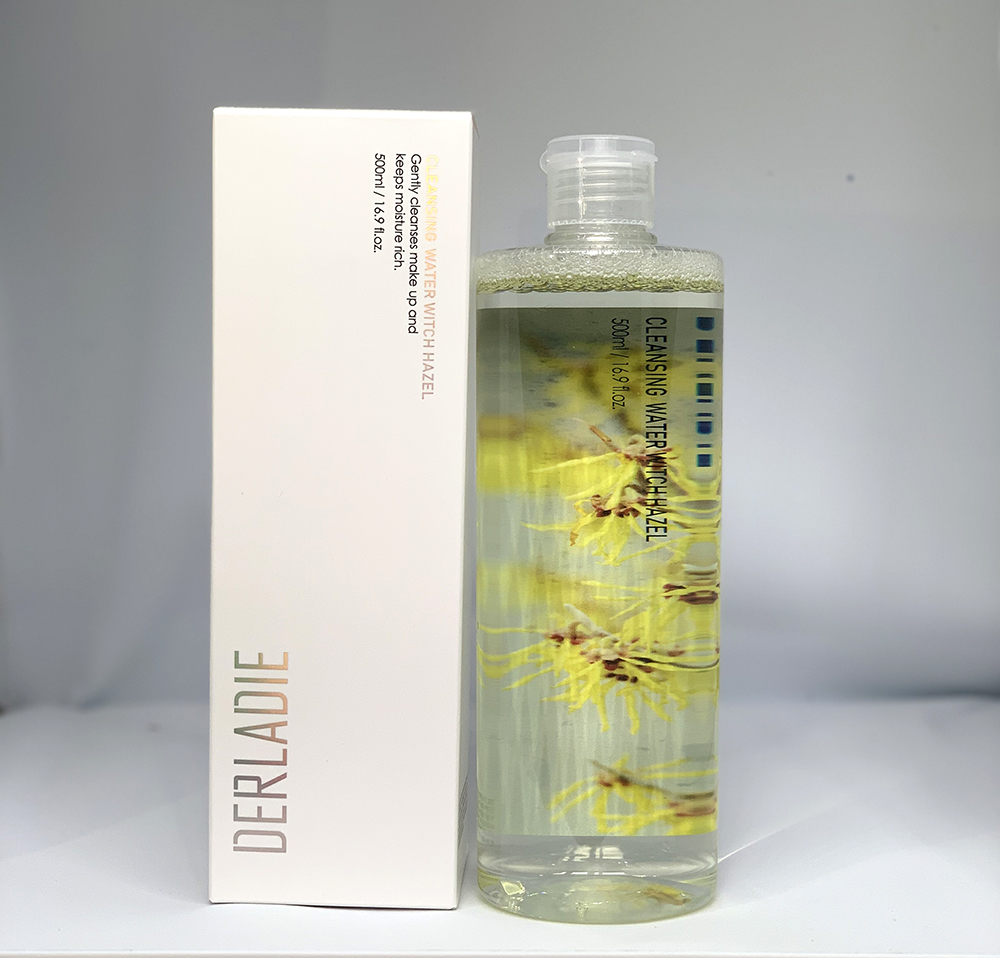 CLEANSING WATER WITCH HAZEL
Gently cleanses make up and
keeps moisture rich.
500ml / 16.9 fl.oz.
DERLADIE
CLEANSING WATER WITCH HAZEL
500ml / 16.9 fl.oz.